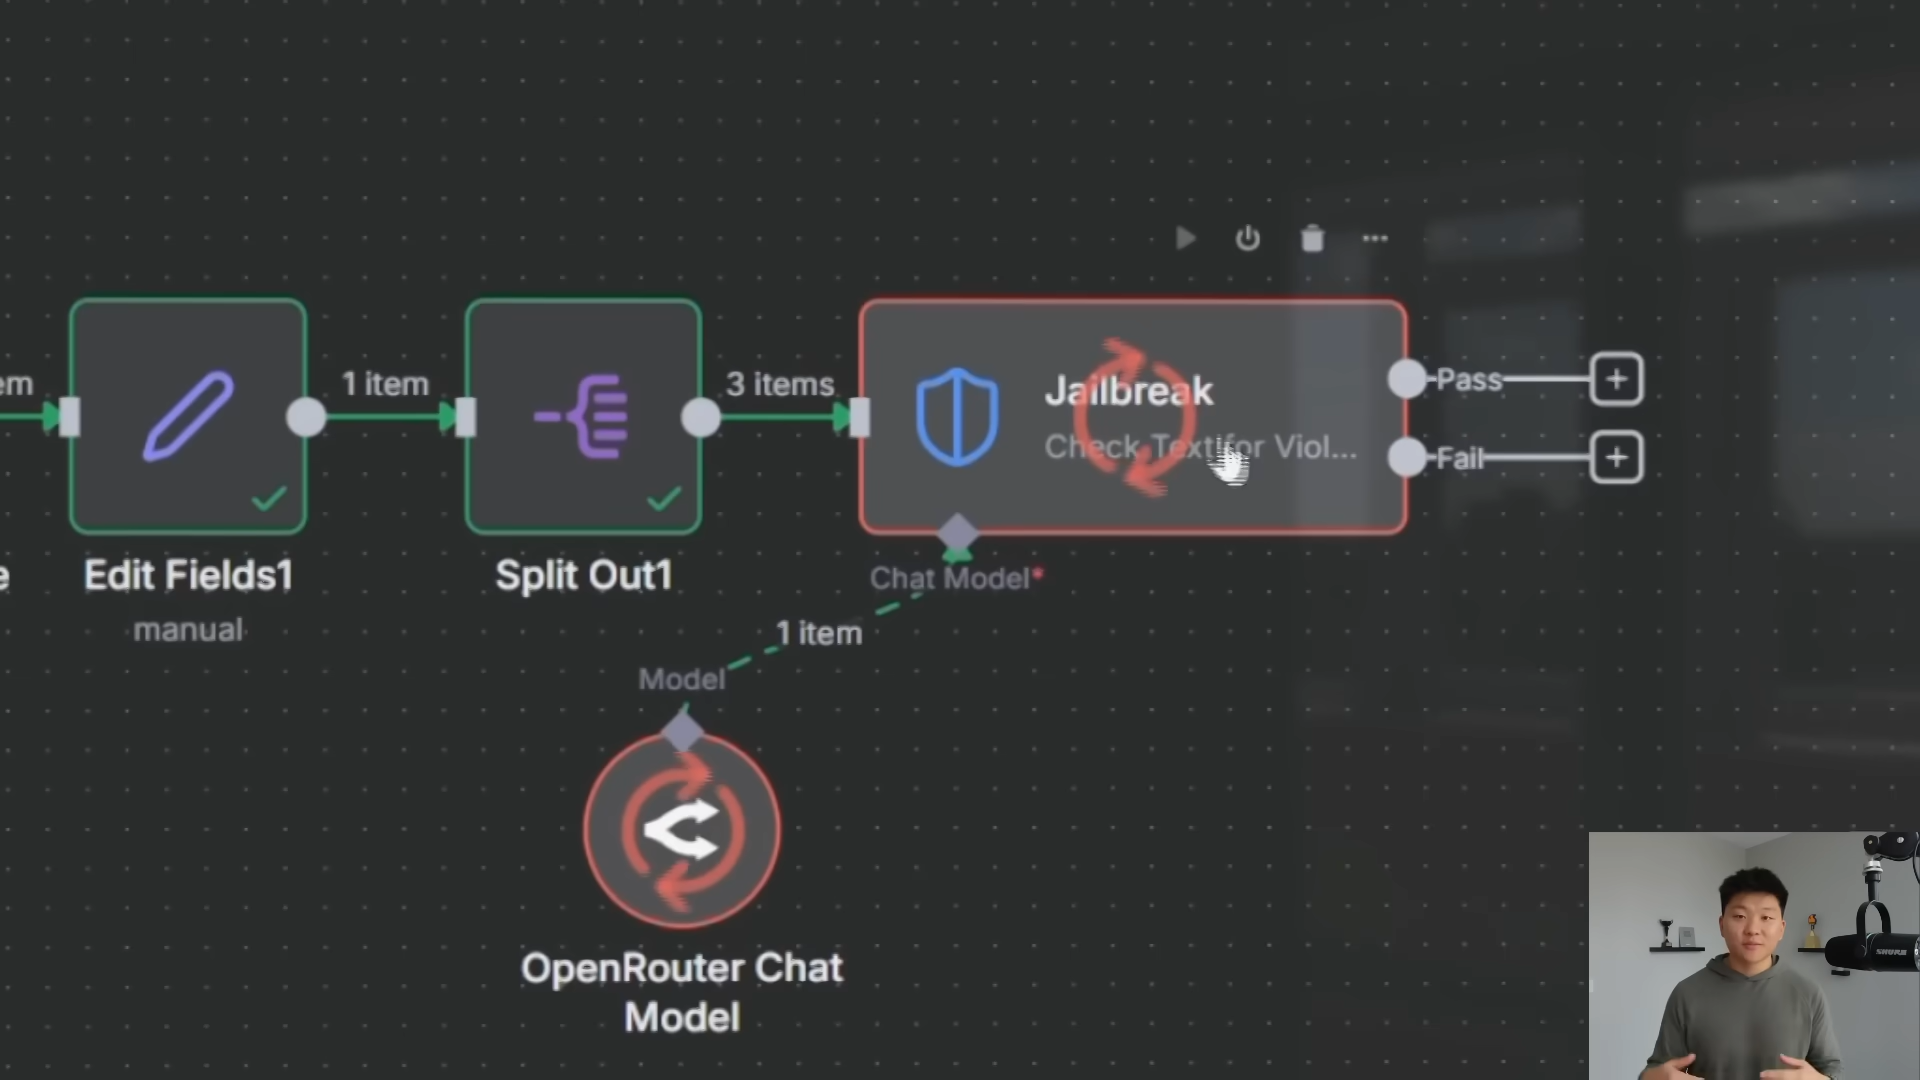 em
1 item
3 items
Jailbreak
Check Text for Viol...
Pass
Fail
e
Edit Fields1
manual
Split Out1
Chat Model*
1 item
Model
OpenRouter Chat
Model
SHURE